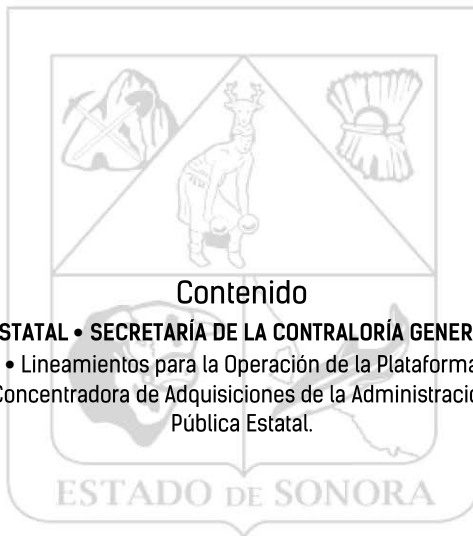 Contenido
STATAL • SECRETARÍA DE LA CONTRALORÍA GENER
• Lineamientos para la Operación de la Plataforma
Concentradora de Adquisiciones de la Administració
Pública Estatal.
ESTADO DE SONORA